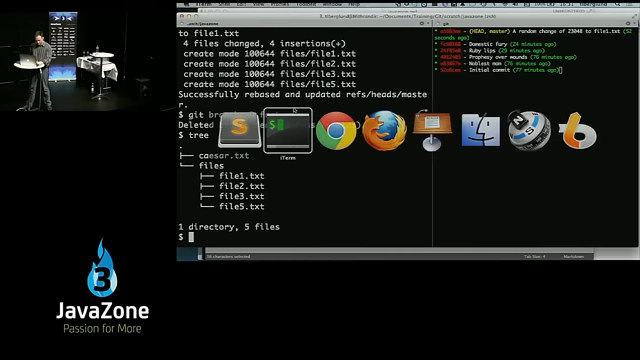 to file1.txt
4 files changed, 4 insertions(+)
create mode 100644 files/file1.txt
create mode 100644 files/file2.txt
create mode 100644 files/file3.txt
create mode 100644 files/file5.txt
Successfully rebased and updated refs/heads/maste
r.
$ git br
Deleted
$ tree
.
├── caesar.txt
└── files
├── file1.txt
├── file2.txt
├── file3.txt
└── file5.txt
1 directory, 5 files
$
(HEAD, master) A random change of 23048 to file1.txt (52
seconds ago)
- Domestic fury (24 minutes ago)
- Ruby lips (29 minutes ago)
- Prophesy over wounds (76 minutes ago)
- Noblest man (76 minutes ago)
- Initial commit (77 minutes ago)
$
iTerm
3
JavaZone
Passion for More